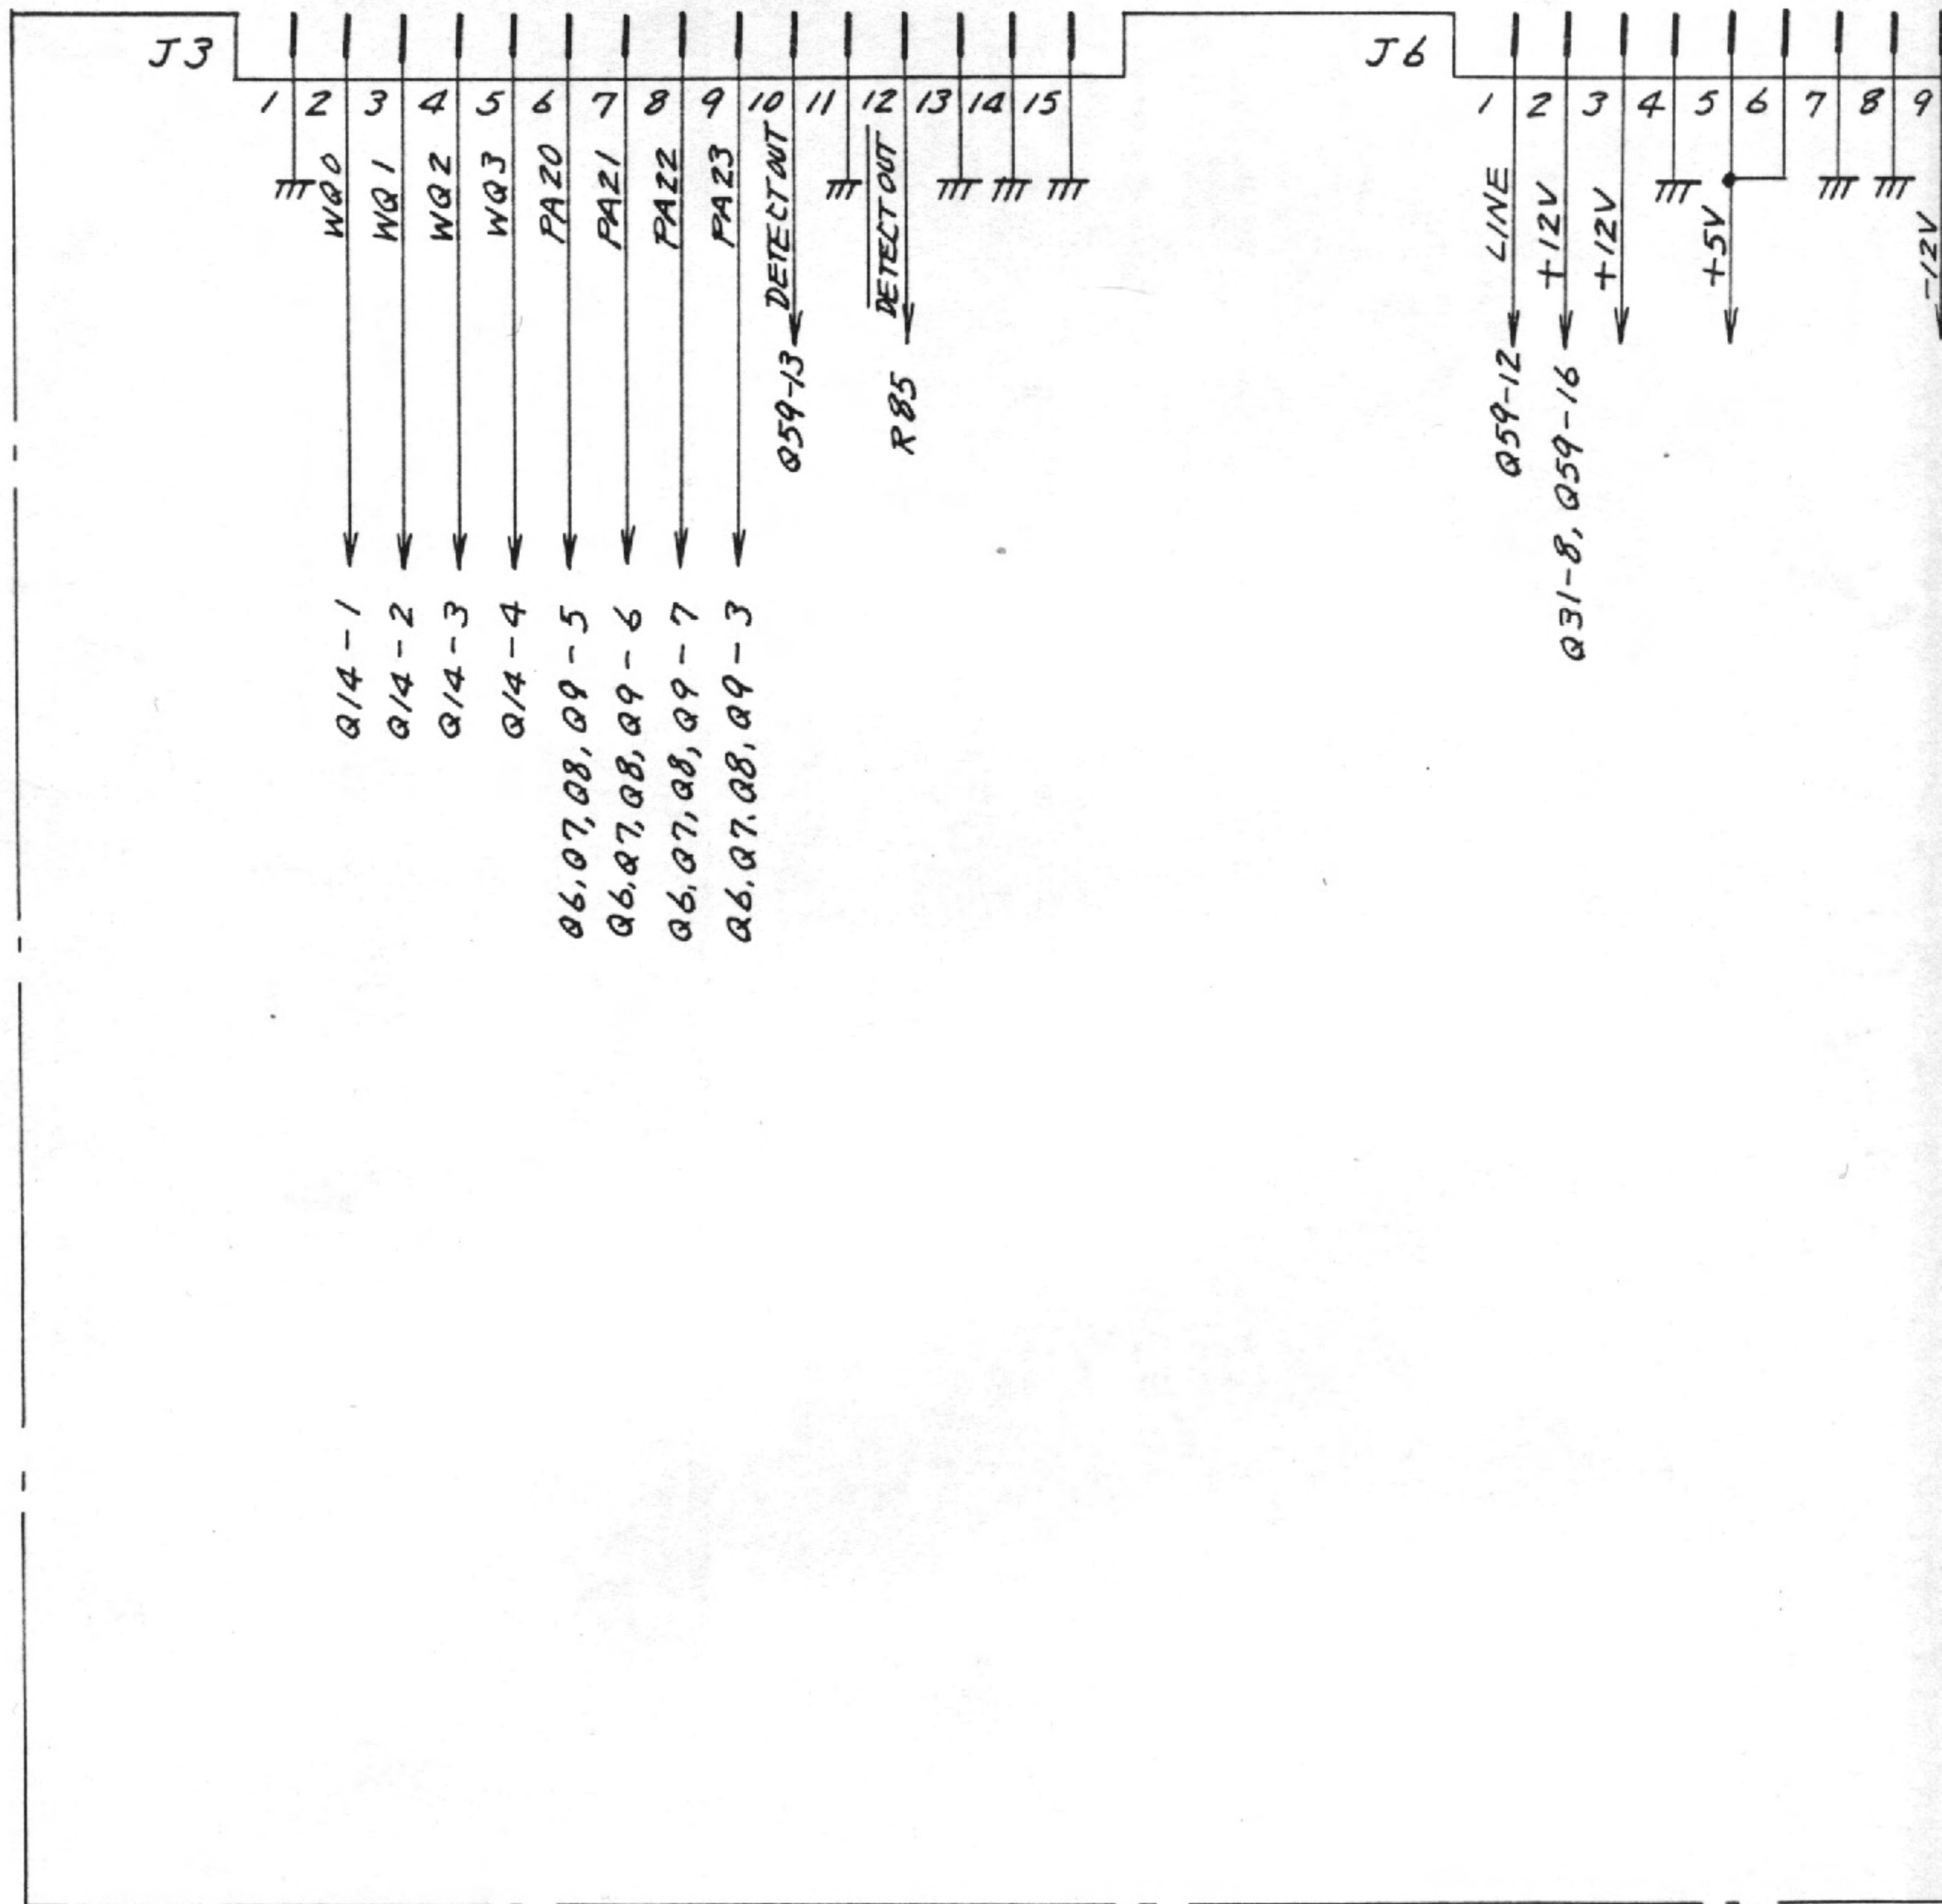 J3
J6
1 2 3 4 5 6 7 8 9 10 11 12 13 14 15
1 2 3 4 5 6 7 8 9
WQ0
WQ1
WQ2
WQ3
PA20
PA21
PA22
PA23
DETECT OUT
DETECT OUT
LINE
+12V
+12V
+5V
-12V
Q14-1
Q14-2
Q14-3
Q14-4
Q6,Q7,Q8,Q9-5
Q6,Q7,Q8,Q9-6
Q6,Q7,Q8,Q9-7
Q6,Q7,Q8,Q9-3
Q59-13
R85
Q59-12
Q31-8, Q59-16